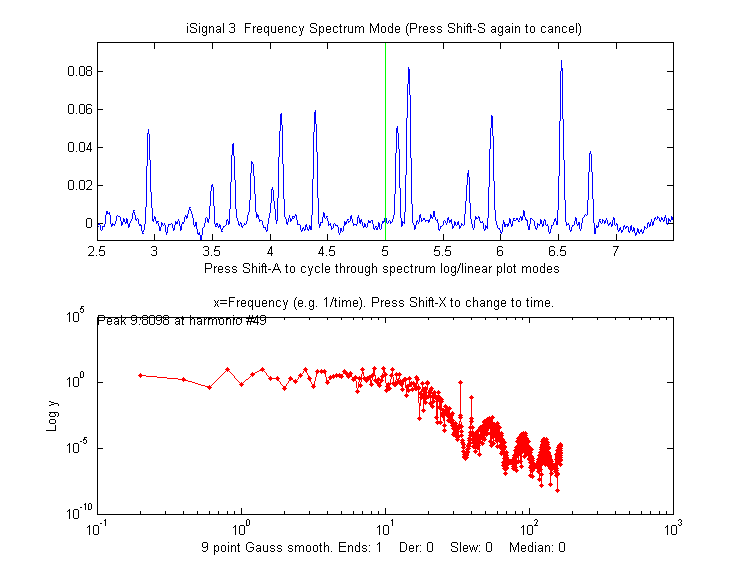 iSignal 3 Frequency Spectrum Mode (Press Shift-S again to cancel)
0.08
0.06
0.04
0.02
0
2.5 3 3.5 4 4.5 5 5.5 6 6.5 7
Press Shift-A to cycle through spectrum log/linear plot modes
x=Frequency (e.g. 1/time). Press Shift-X to change to time.
10^5
Peak 9.8098 at harmonic #49
10^0
Log y
10^-5
10^-10
10^-1 10^0 10^1 10^2 10^3
9 point Gauss smooth. Ends: 1 Der: 0 Slew: 0 Median: 0